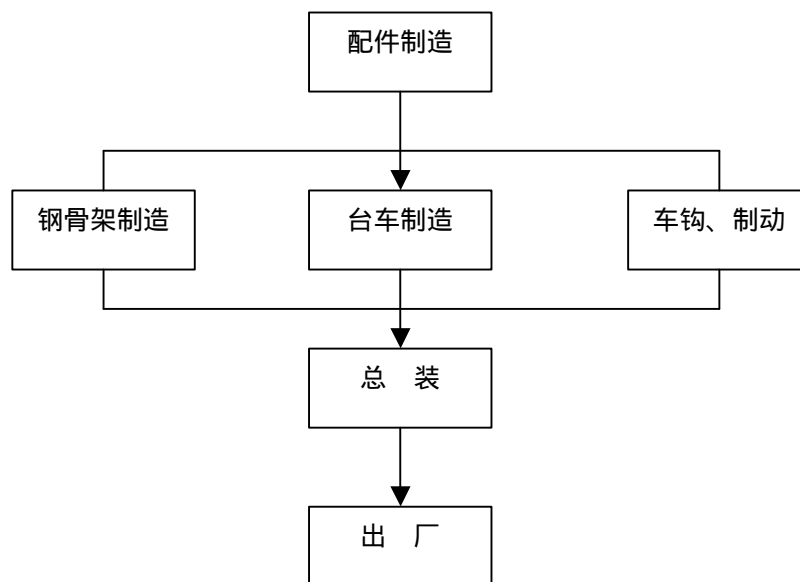 配件制造
钢骨架制造
台车制造
车钩、制动
总 装
出 厂